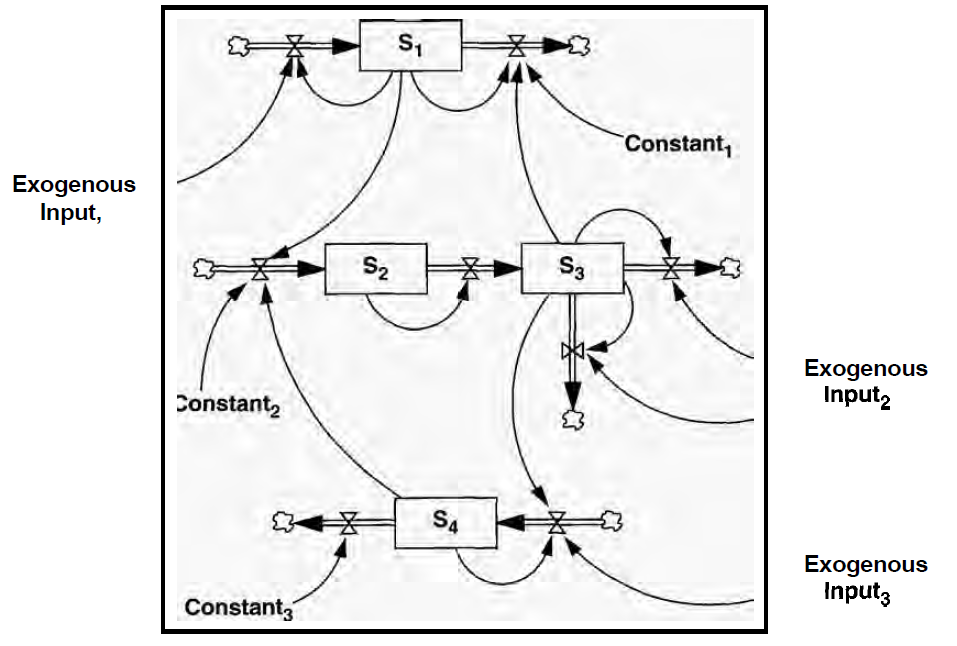 S₁
Constant₁
Exogenous
Input,
S₂
S₃
Exogenous
Input₂
Constant₂
S₄
Exogenous
Input₃
Constant₃